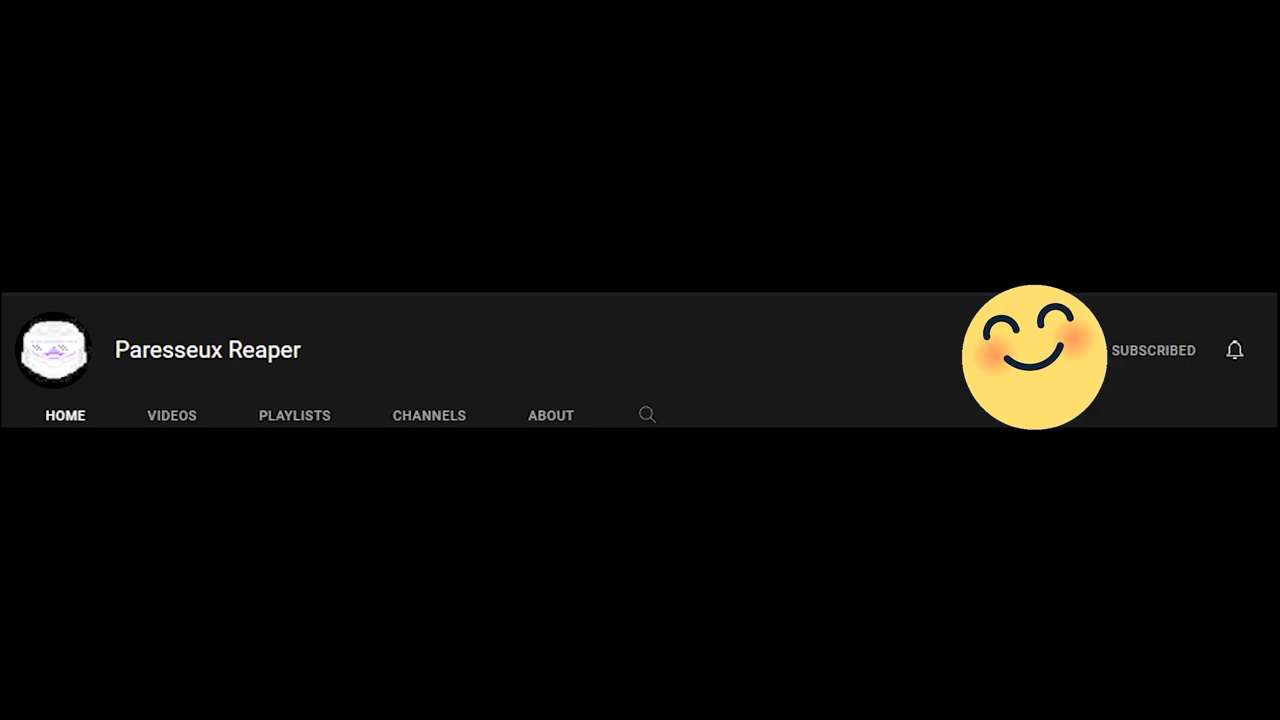 Paresseux Reaper
SUBSCRIBED
HOME VIDEOS PLAYLISTS CHANNELS ABOUT